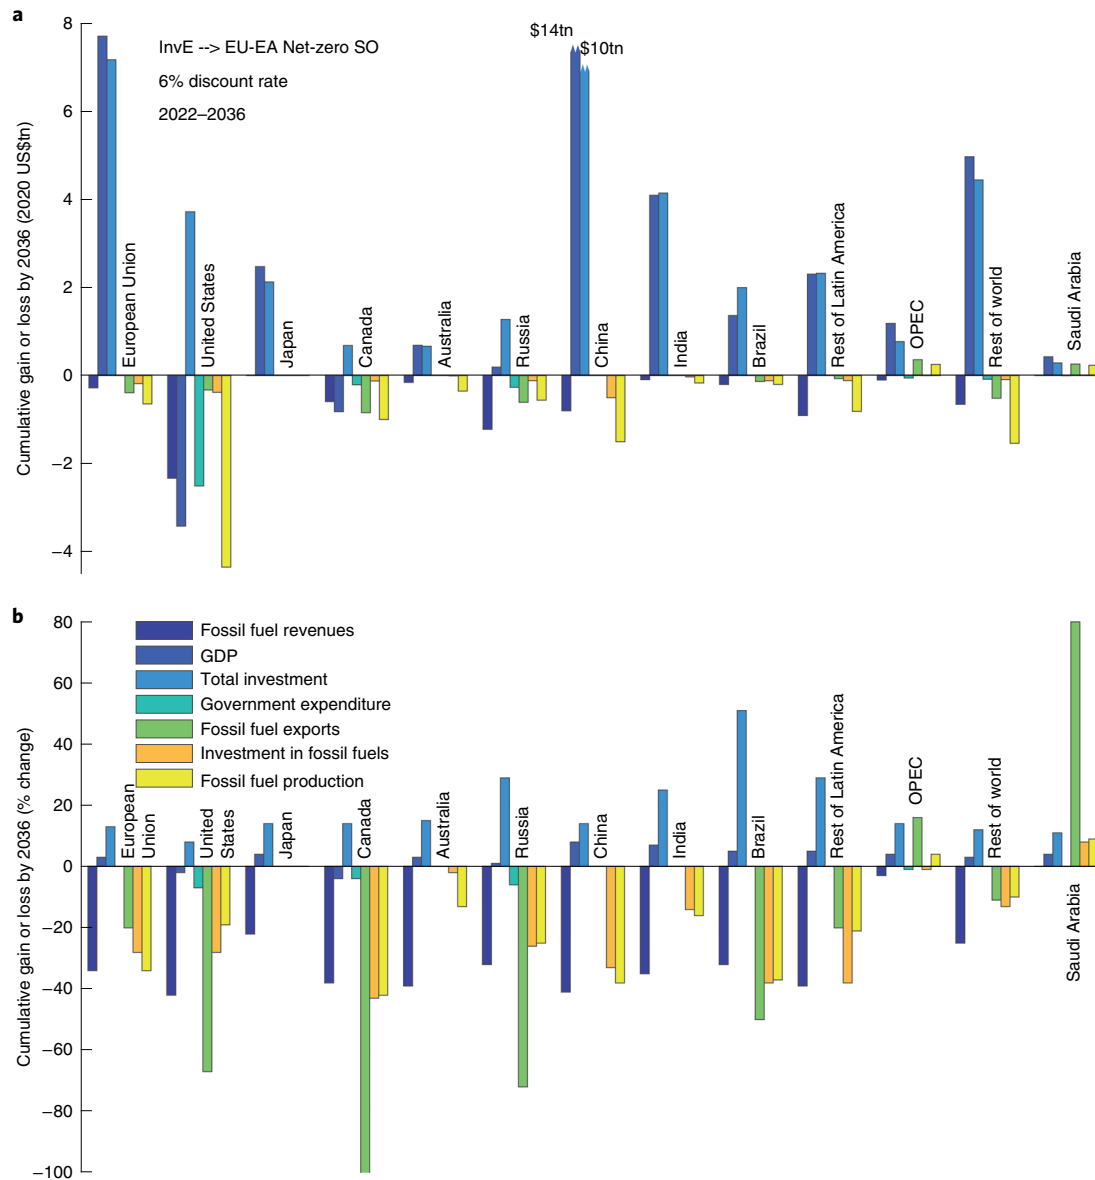 a
Cumulative gain or loss by 2036 (2020 US$tn)
8
6
4
2
0
−2
−4
InvE --> EU-EA Net-zero SO
6% discount rate
2022–2036
$14tn
$10tn
European Union
United States
Japan
Canada
Australia
Russia
China
India
Brazil
Rest of Latin America
OPEC
Rest of world
Saudi Arabia
b
Cumulative gain or loss by 2036 (% change)
80
60
40
20
0
−20
−40
−60
−80
−100
Fossil fuel revenues
GDP
Total investment
Government expenditure
Fossil fuel exports
Investment in fossil fuels
Fossil fuel production
European
Union
United
States
Japan
Canada
Australia
Russia
China
India
Brazil
Rest of Latin America
OPEC
Rest of world
Saudi Arabia